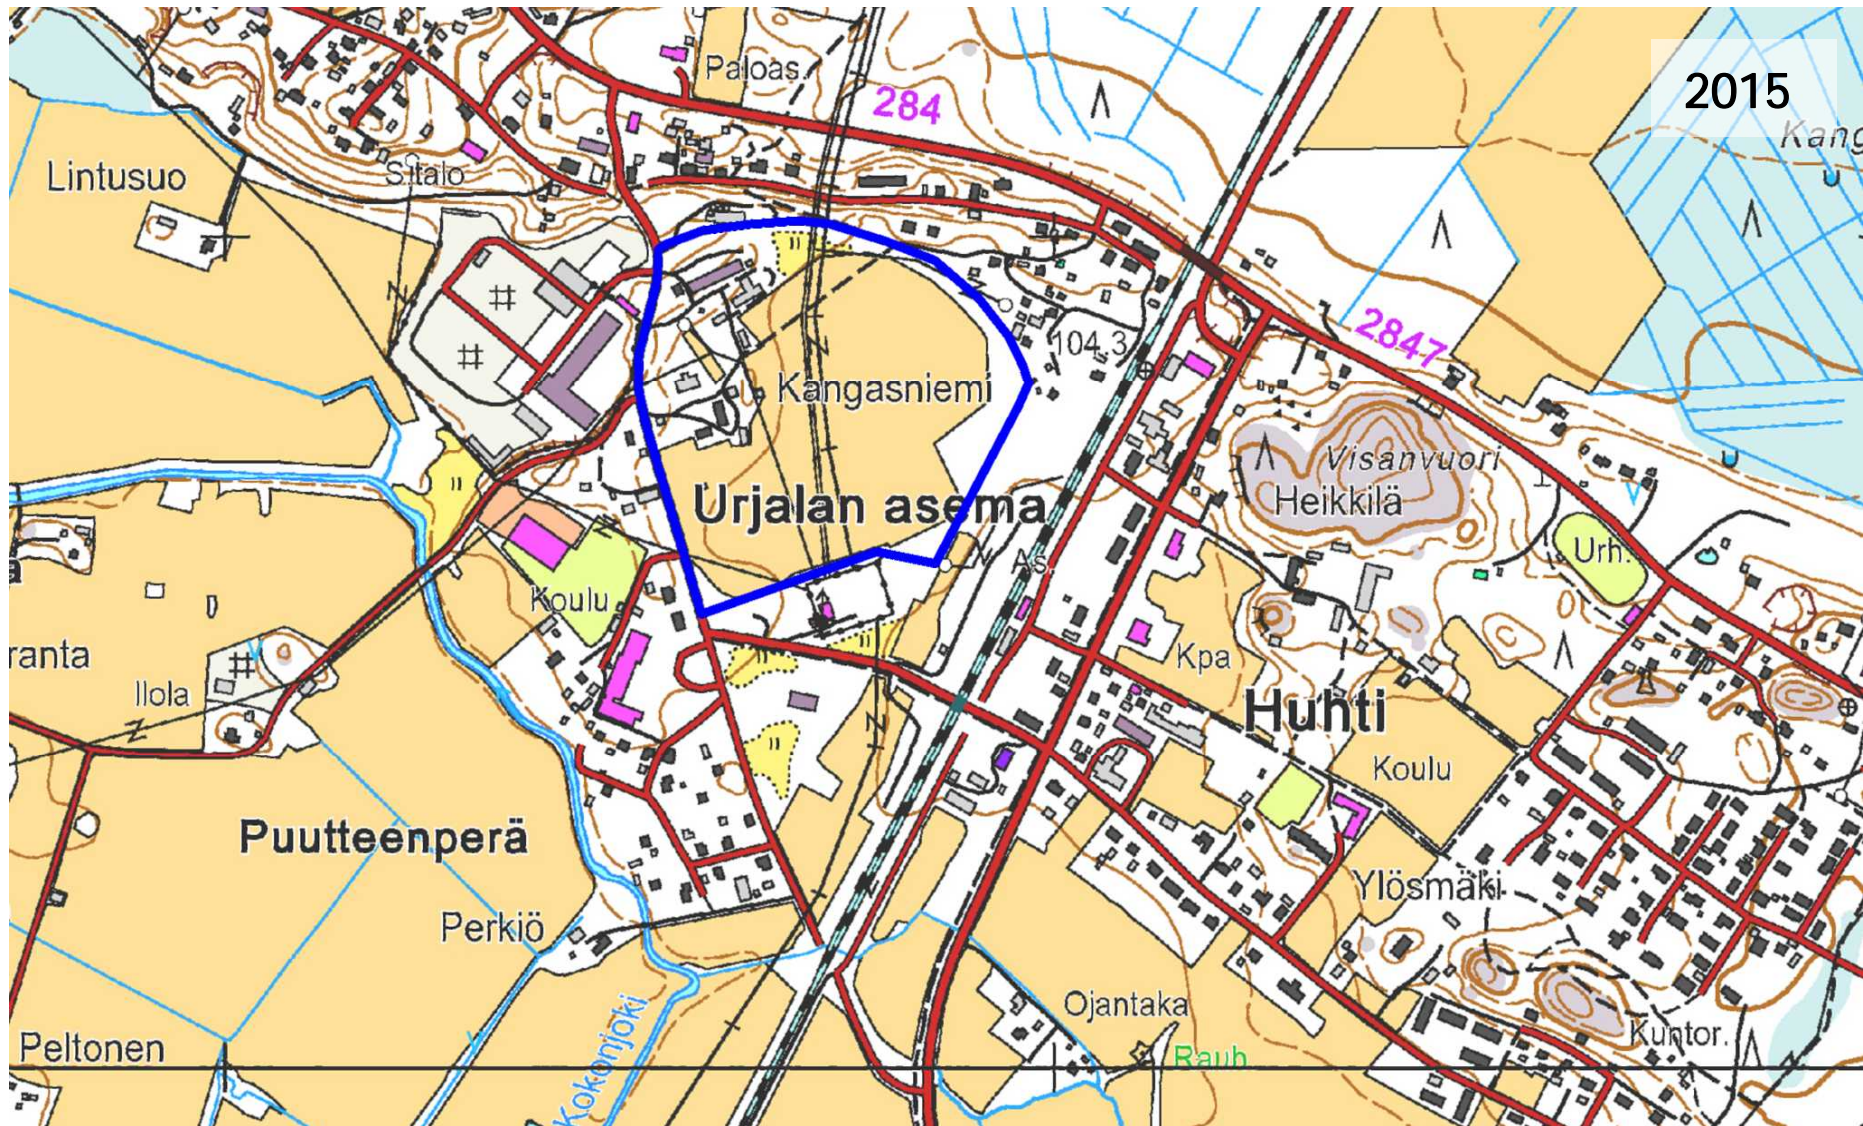 2015
Paloas.
284
Kang
Lintusuo
S:talo
2847
104.3
Kangasniemi
Visanvuori
Heikkilä
Urjalan asema
As.
Urh.
Koulu
ranta
Kpa
Ilola
Huhti
Koulu
Puutteenperä
Ylösmäki
Perkiö
Ojantaka
Kuntor.
Peltonen
Rauh
Kokonjoki